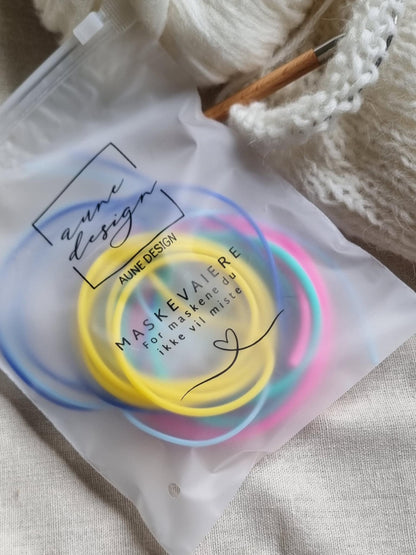 aune
design
AUNE DESIGN
MASKEVAIERE
For maskene du
ikke vil miste